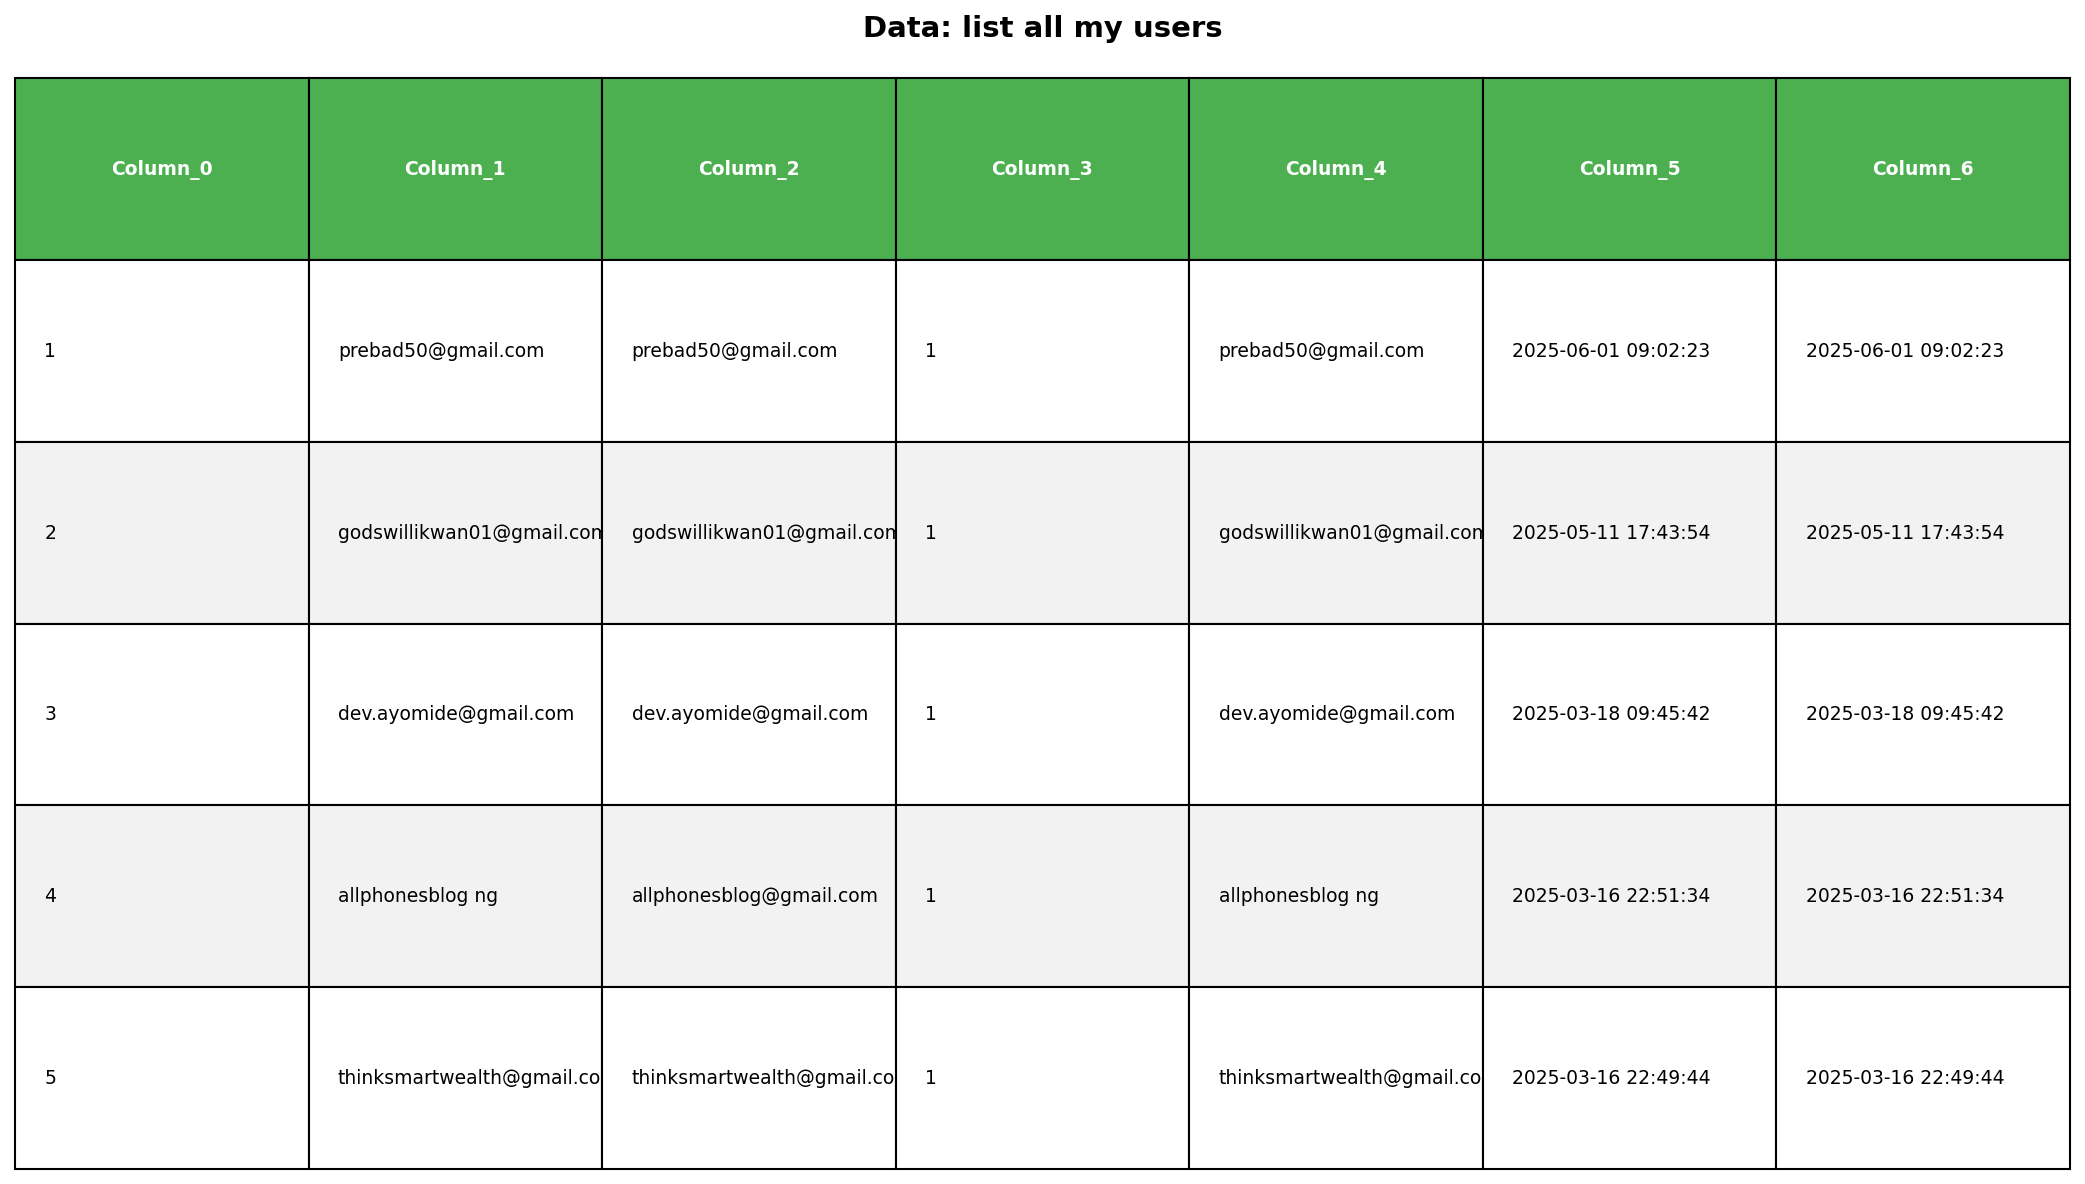 Data: list all my users
Column_0 Column_1 Column_2 Column_3 Column_4 Column_5 Column_6
1 prebad50@gmail.com prebad50@gmail.com 1 prebad50@gmail.com 2025-06-01 09:02:23 2025-06-01 09:02:23
2 godswillikwan01@gmail.com godswillikwan01@gmail.com 1 godswillikwan01@gmail.com 2025-05-11 17:43:54 2025-05-11 17:43:54
3 dev.ayomide@gmail.com dev.ayomide@gmail.com 1 dev.ayomide@gmail.com 2025-03-18 09:45:42 2025-03-18 09:45:42
4 allphonesblog ng allphonesblog@gmail.com 1 allphonesblog ng 2025-03-16 22:51:34 2025-03-16 22:51:34
5 thinksmartwealth@gmail.co thinksmartwealth@gmail.co 1 thinksmartwealth@gmail.co 2025-03-16 22:49:44 2025-03-16 22:49:44